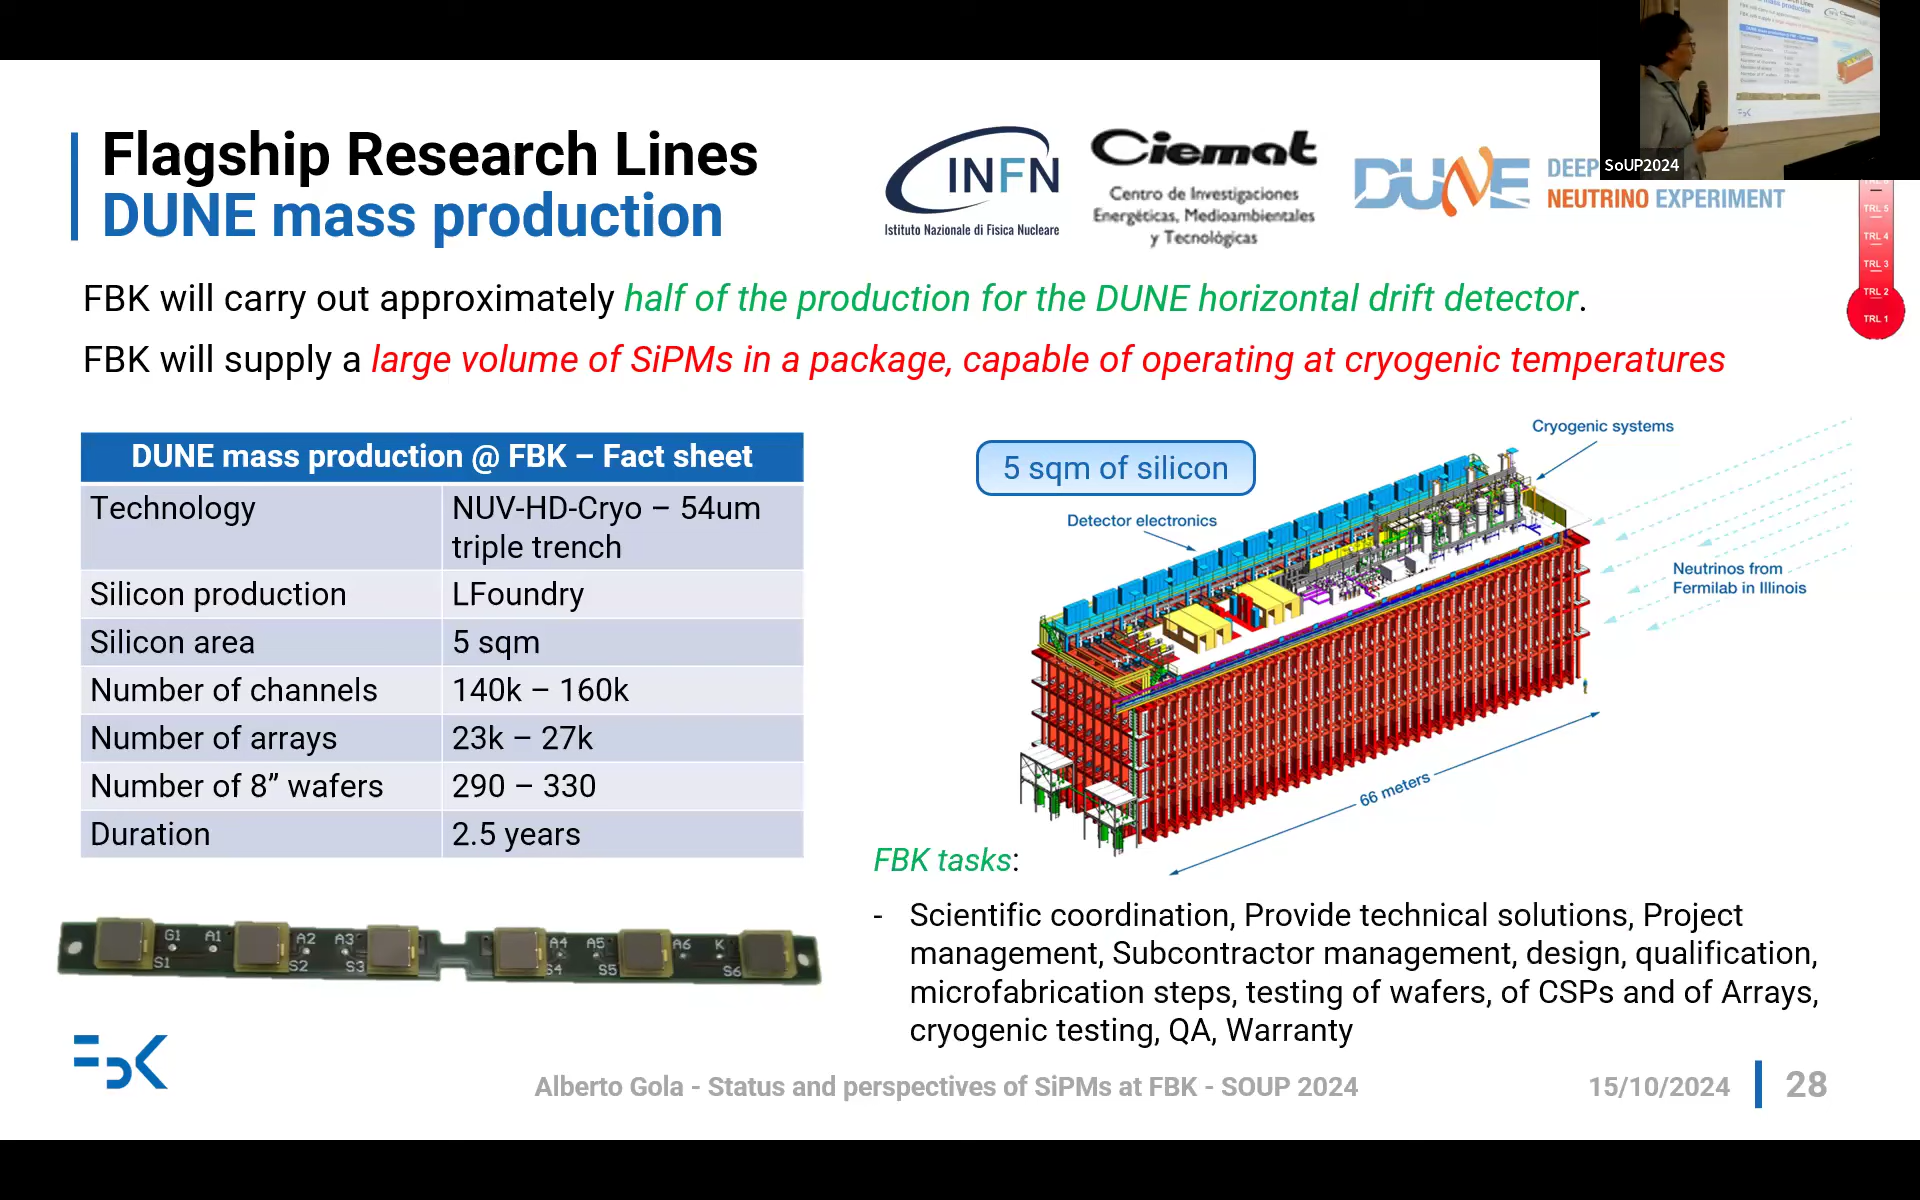 Flagship Research Lines
DUNE mass production
INFN
Istituto Nazionale di Fisica Nucleare
Ciemat
Centro de Investigaciones
Energéticas, Medioambientales
y Tecnológicas
DUNE
DEEP
NEUTRINO EXPERIMENT
SoUP2024
TRL 5
TRL 4
TRL 3
TRL 2
TRL 1
FBK will carry out approximately half of the production for the DUNE horizontal drift detector.
FBK will supply a large volume of SiPMs in a package, capable of operating at cryogenic temperatures
DUNE mass production @ FBK – Fact sheet
Technology NUV-HD-Cryo – 54um
triple trench
Silicon production LFoundry
Silicon area 5 sqm
Number of channels 140k – 160k
Number of arrays 23k – 27k
Number of 8” wafers 290 – 330
Duration 2.5 years
5 sqm of silicon
Cryogenic systems
Detector electronics
Neutrinos from
Fermilab in Illinois
66 meters
G1 A1 A2 A3 A4 A5 A6 K
S1 S2 S3 S4 S5 S6
FBK tasks:
- Scientific coordination, Provide technical solutions, Project
management, Subcontractor management, design, qualification,
microfabrication steps, testing of wafers, of CSPs and of Arrays,
cryogenic testing, QA, Warranty
FBK
Alberto Gola - Status and perspectives of SiPMs at FBK - SOUP 2024
15/10/2024
28